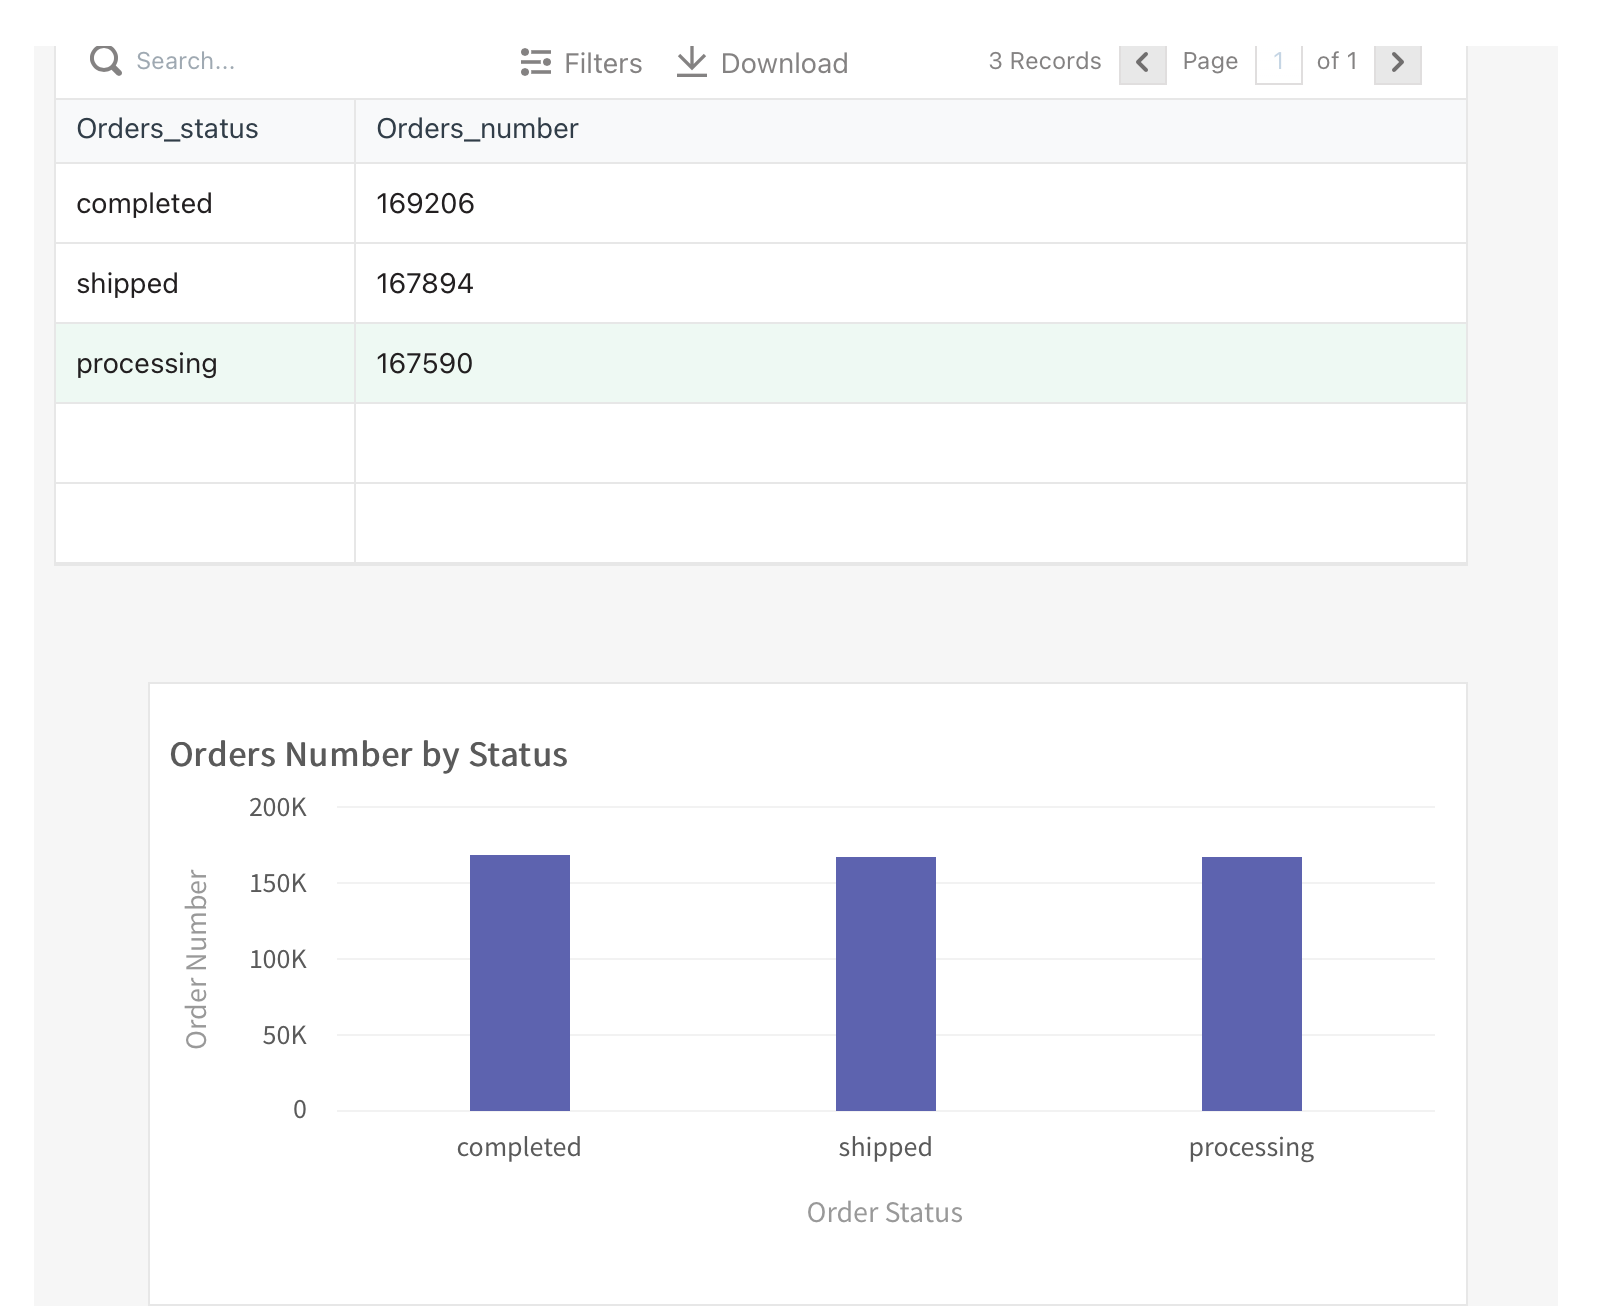 Search... Filters Download 3 Records Page 1 of 1
Orders_status Orders_number
completed 169206
shipped 167894
processing 167590
Orders Number by Status
200K
150K
100K
50K
0
Order Number
completed shipped processing
Order Status